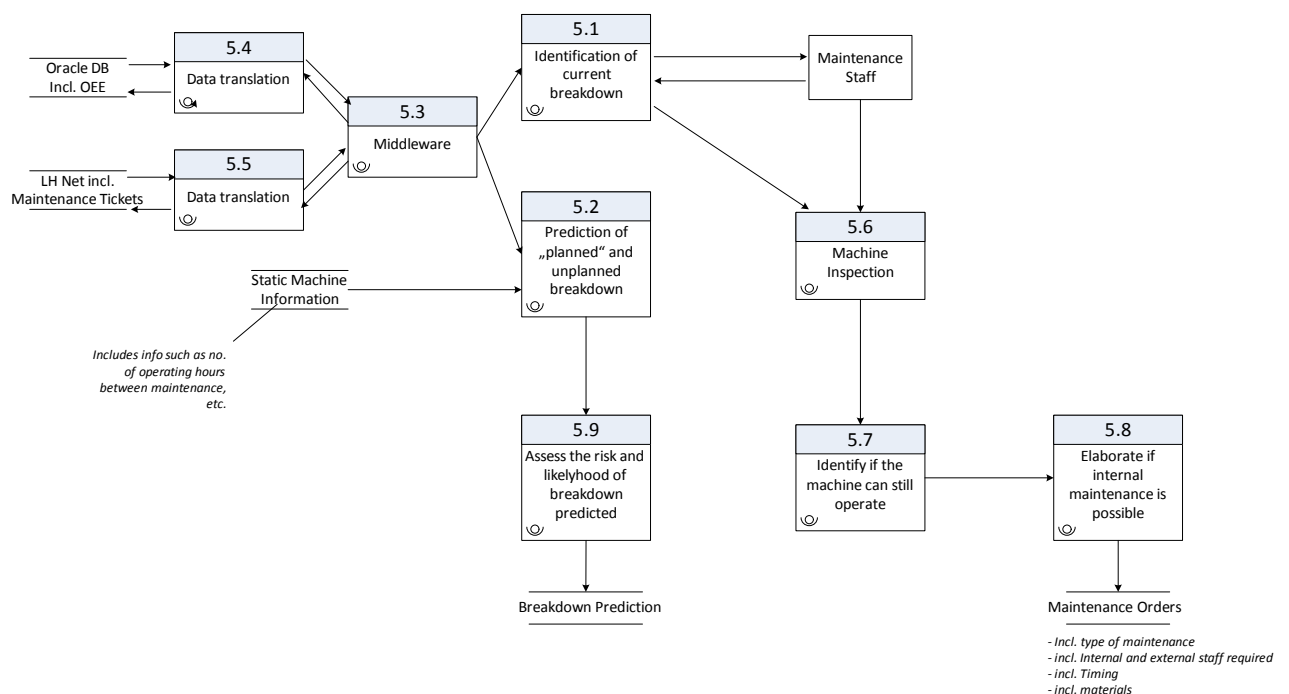 5.4
Data translation
Oracle DB
Incl. OEE
5.5
Data translation
LH Net incl.
Maintenance Tickets
5.3
Middleware
5.1
Identification of
current
breakdown
Maintenance
Staff
5.2
Prediction of
„planned“ and
unplanned
breakdown
Static Machine
Information
Includes info such as no.
of operating hours
between maintenance,
etc.
5.6
Machine
Inspection
5.9
Assess the risk and
likelyhood of
breakdown
predicted
5.7
Identify if the
machine can still
operate
5.8
Elaborate if
internal
maintenance is
possible
Breakdown Prediction
Maintenance Orders
- Incl. type of maintenance
- incl. Internal and external staff required
- incl. Timing
- incl. materials